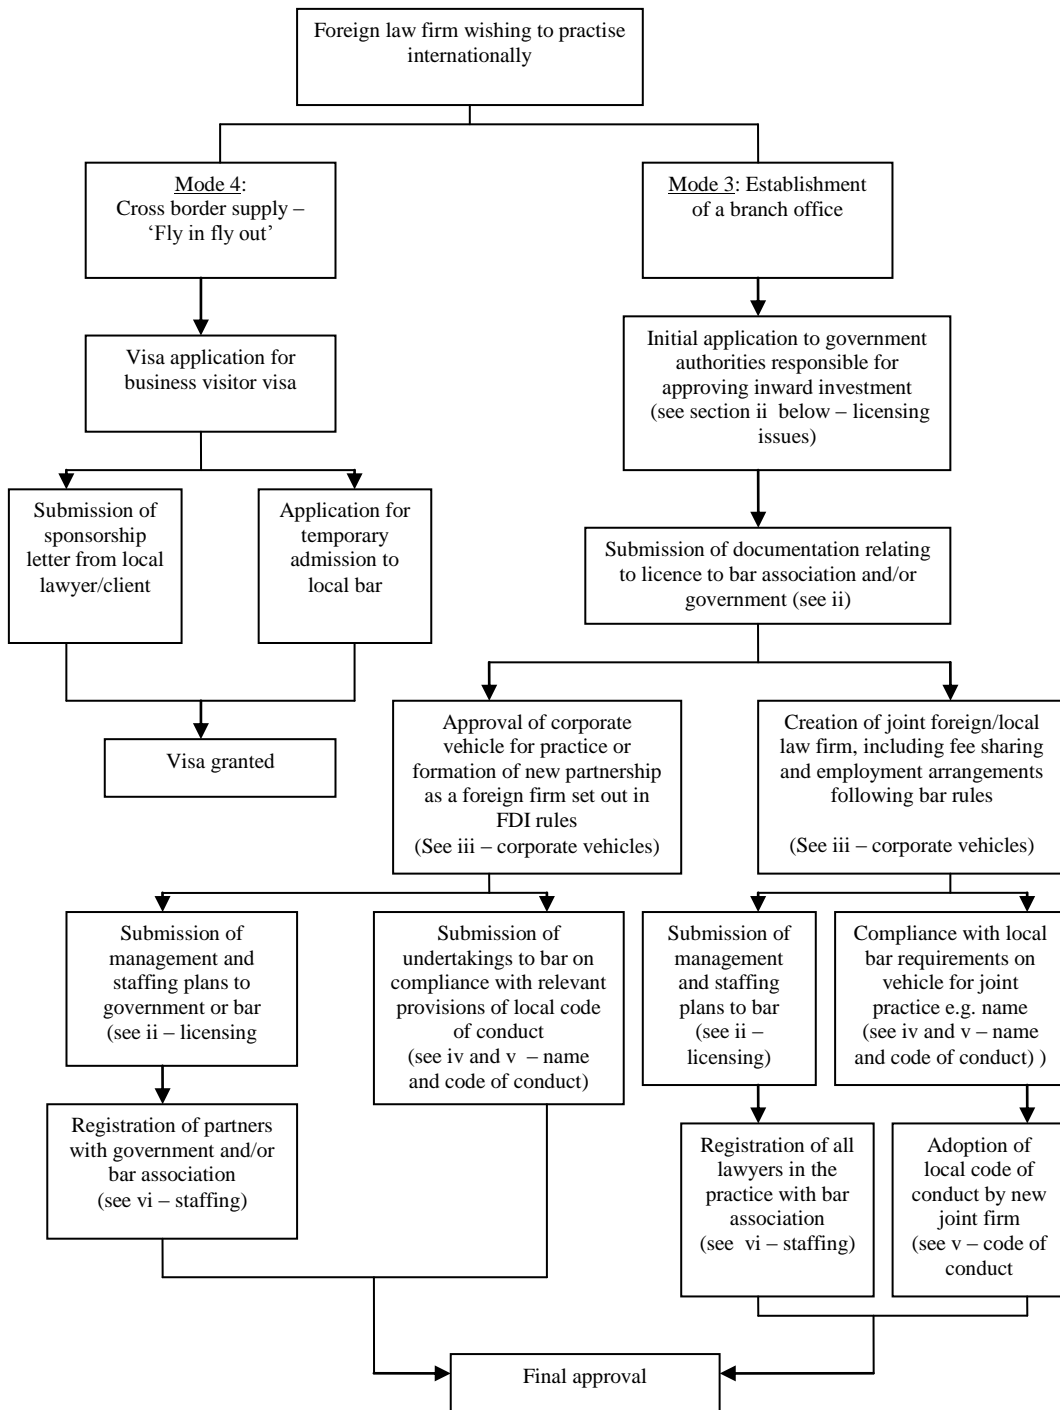 Foreign law firm wishing to practise
internationally
Mode 4:
Cross border supply –
‘Fly in fly out’
Mode 3: Establishment
of a branch office
Visa application for
business visitor visa
Initial application to government
authorities responsible for
approving inward investment
(see section ii below – licensing
issues)
Submission of
sponsorship
letter from local
lawyer/client
Application for
temporary
admission to
local bar
Submission of documentation relating
to licence to bar association and/or
government (see ii)
Visa granted
Approval of corporate
vehicle for practice or
formation of new partnership
as a foreign firm set out in
FDI rules
(See iii – corporate vehicles)
Creation of joint foreign/local
law firm, including fee sharing
and employment arrangements
following bar rules
(See iii – corporate vehicles)
Submission of
management and
staffing plans to
government or bar
(see ii – licensing
Submission of
undertakings to bar on
compliance with relevant
provisions of local code
of conduct
(see iv and v – name
and code of conduct)
Submission of
management
and staffing
plans to bar
(see ii –
licensing)
Compliance with local
bar requirements on
vehicle for joint
practice e.g. name
(see iv and v – name
and code of conduct) )
Registration of partners
with government and/or
bar association
(see vi – staffing)
Registration of all
lawyers in the
practice with bar
association
(see vi – staffing)
Adoption of
local code of
conduct by new
joint firm
(see v – code of
conduct
Final approval